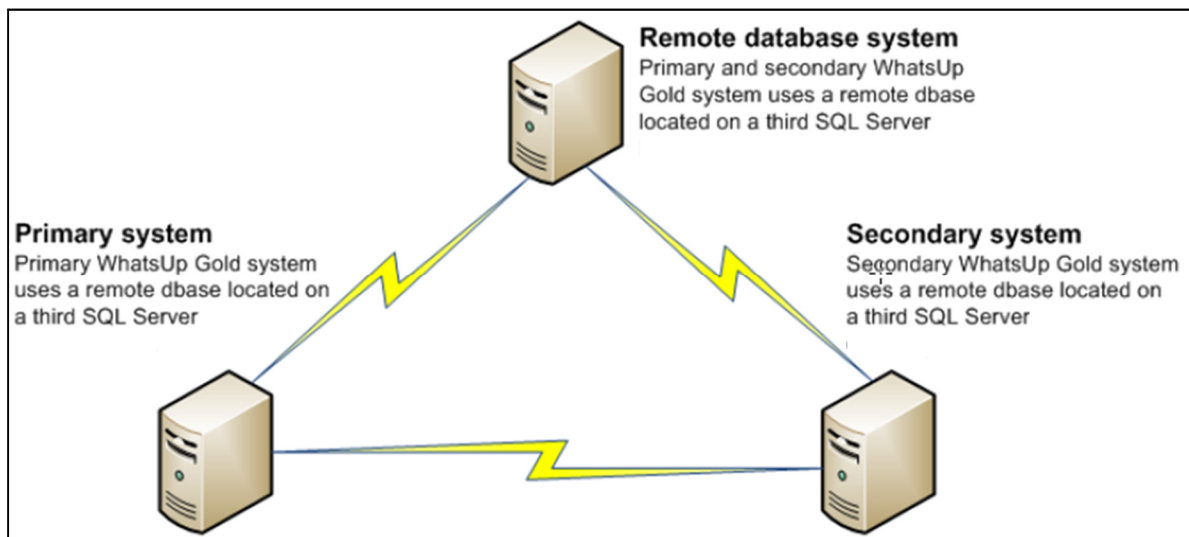 Remote database system
Primary and secondary WhatsUp
Gold system uses a remote dbase
located on a third SQL Server
Primary system
Primary WhatsUp Gold system
uses a remote dbase located on
a third SQL Server
Secondary system
Secondary WhatsUp Gold system
uses a remote dbase located on
a third SQL Server